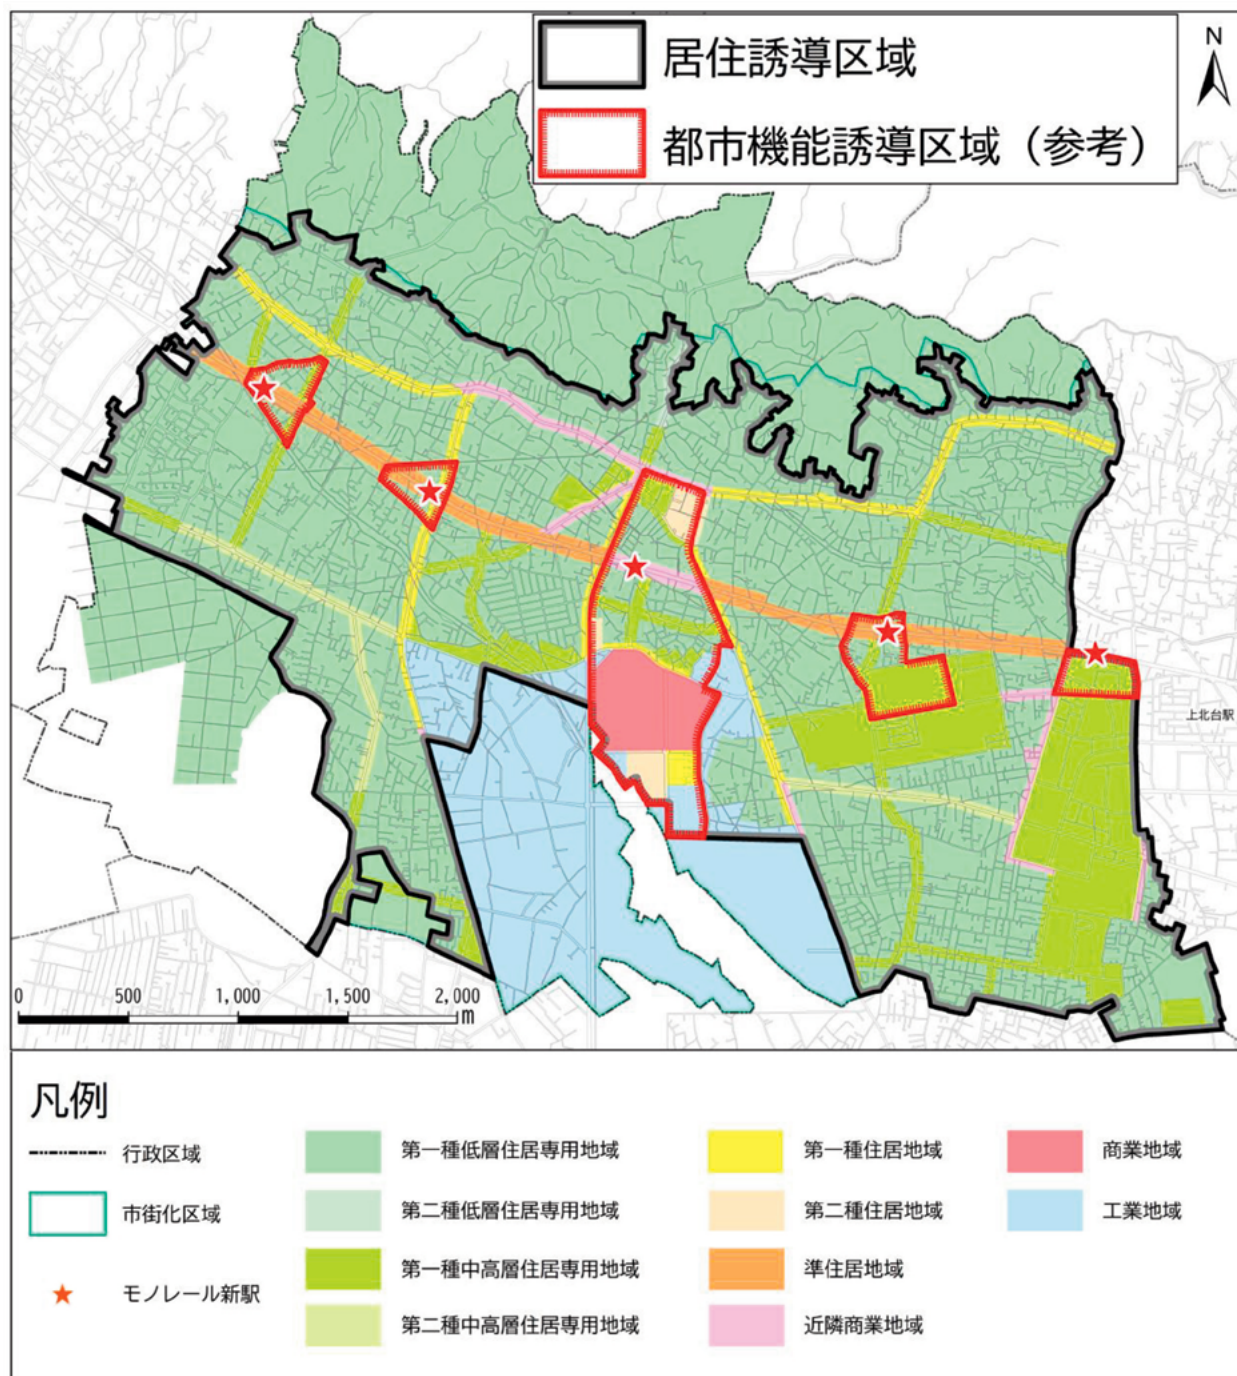 居住誘導区域
都市機能誘導区域（参考）
N
上北台駅
0 500 1,000 1,500 2,000
m
凡例
行政区域
市街化区域
モノレール新駅
第一種低層住居専用地域
第二種低層住居専用地域
第一種中高層住居専用地域
第二種中高層住居専用地域
第一種住居地域
第二種住居地域
準住居地域
近隣商業地域
商業地域
工業地域